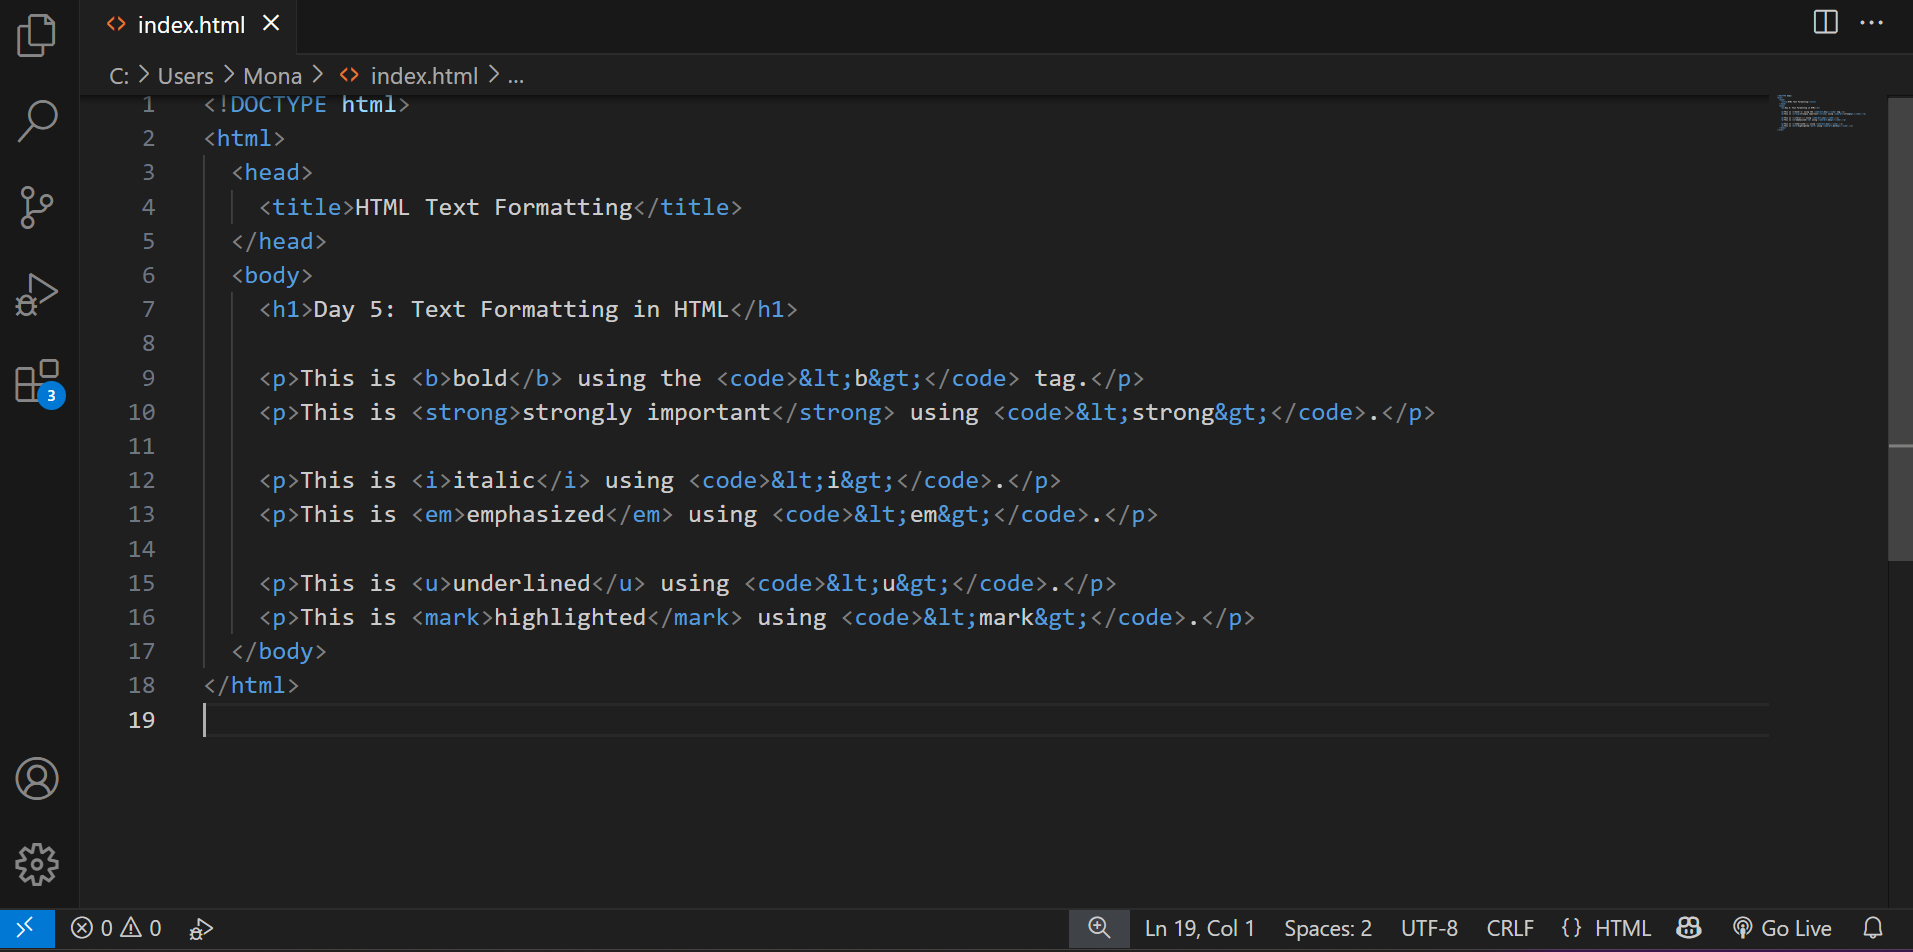 index.html
C: > Users > Mona > index.html > ...
1 <!DOCTYPE html>
2 <html>
3   <head>
4     <title>HTML Text Formatting</title>
5   </head>
6   <body>
7     <h1>Day 5: Text Formatting in HTML</h1>
8
9     <p>This is <b>bold</b> using the <code>&lt;b&gt;</code> tag.</p>
10     <p>This is <strong>strongly important</strong> using <code>&lt;strong&gt;</code>.</p>
11
12     <p>This is <i>italic</i> using <code>&lt;i&gt;</code>.</p>
13     <p>This is <em>emphasized</em> using <code>&lt;em&gt;</code>.</p>
14
15     <p>This is <u>underlined</u> using <code>&lt;u&gt;</code>.</p>
16     <p>This is <mark>highlighted</mark> using <code>&lt;mark&gt;</code>.</p>
17   </body>
18 </html>
19
3
0 0 Ln 19, Col 1 Spaces: 2 UTF-8 CRLF {} HTML Go Live